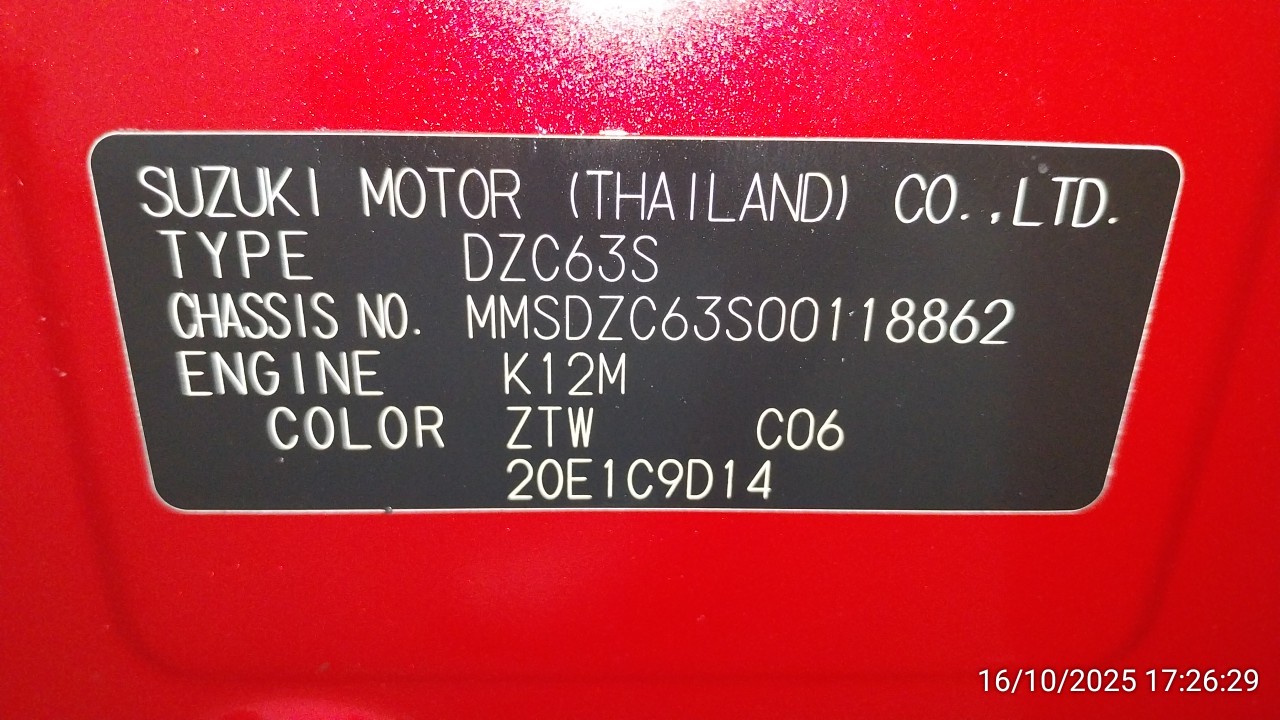 SUZUKI MOTOR (THAILAND) CO.,LTD.
TYPE DZC63S
CHASSIS NO. MMSDZC63S00118862
ENGINE K12M
COLOR ZTW C06
20E1C9D14
16/10/2025 17:26:29